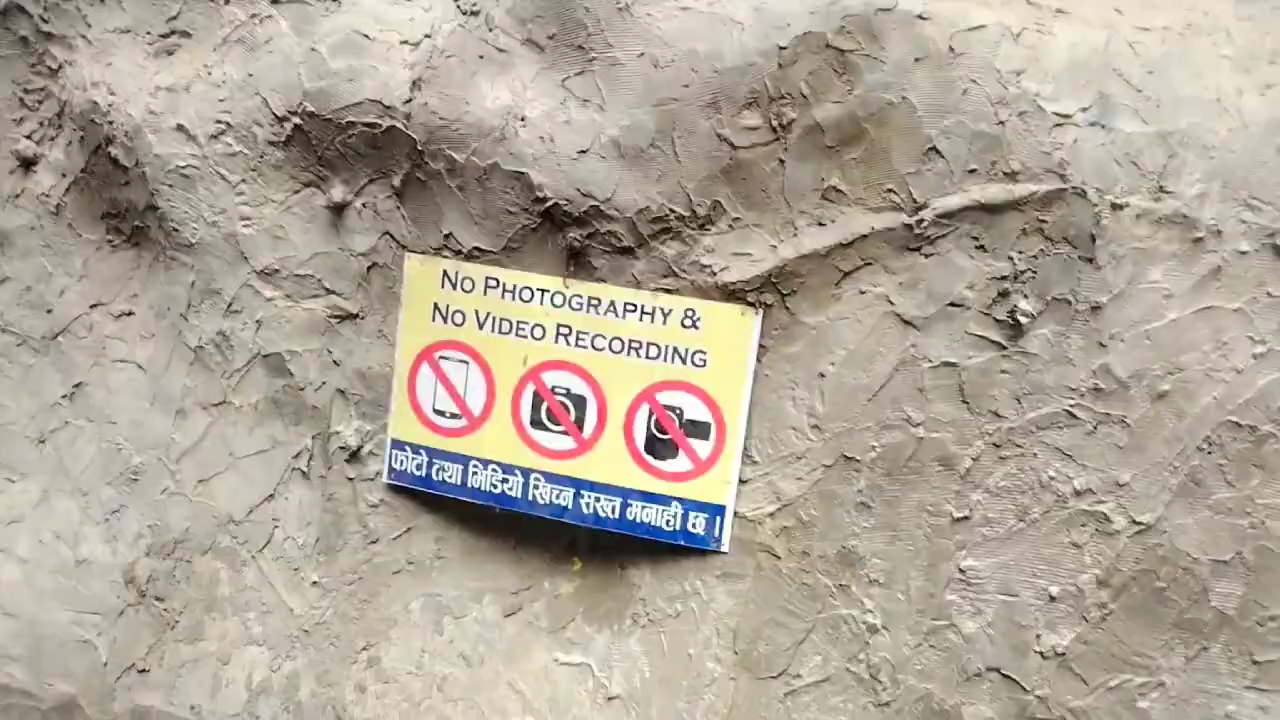 No Photography &
No Video Recording
फोटो तथा भिडियो खिच्न सख्त मनाही छ ।